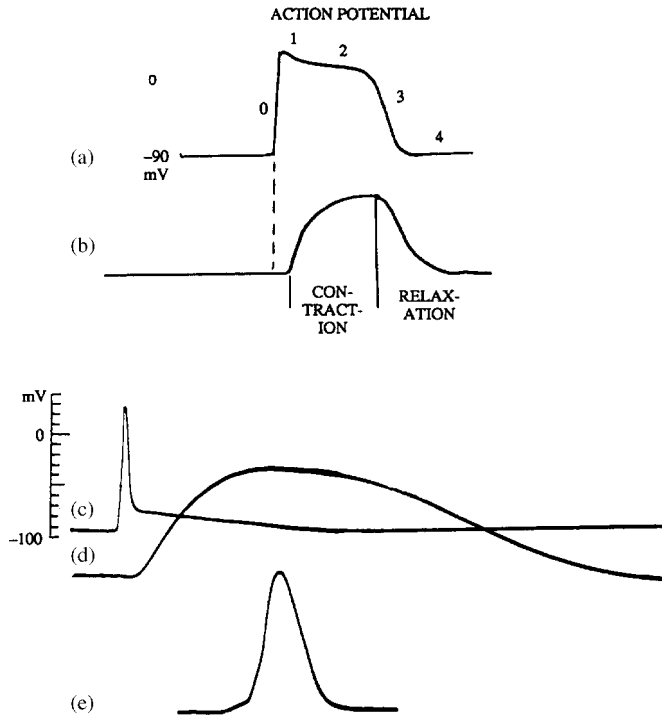 ACTION POTENTIAL
1
2
0
0
3
4
(a)
–90
mV
(b)
CON-
TRACT-
ION
RELAX-
ATION
mV
0
(c)
–100
(d)
(e)